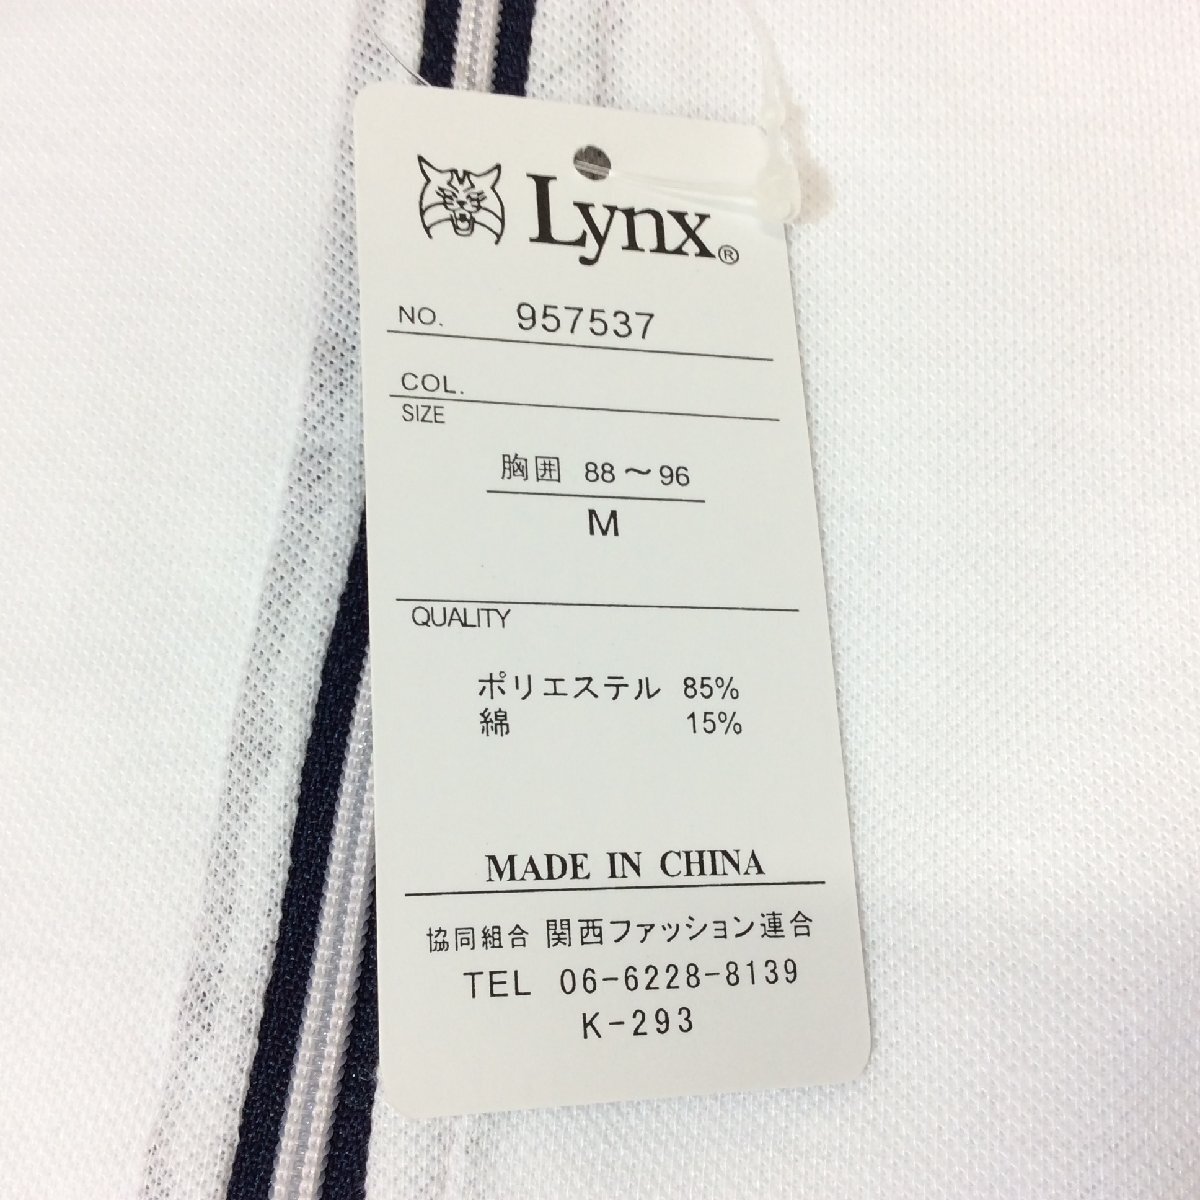 Lynx®
NO. 957537
COL.
SIZE
胸囲 88～96
M
QUALITY
ポリエステル 85%
綿 15%
MADE IN CHINA
協同組合 関西ファッション連合
TEL 06-6228-8139
K-293